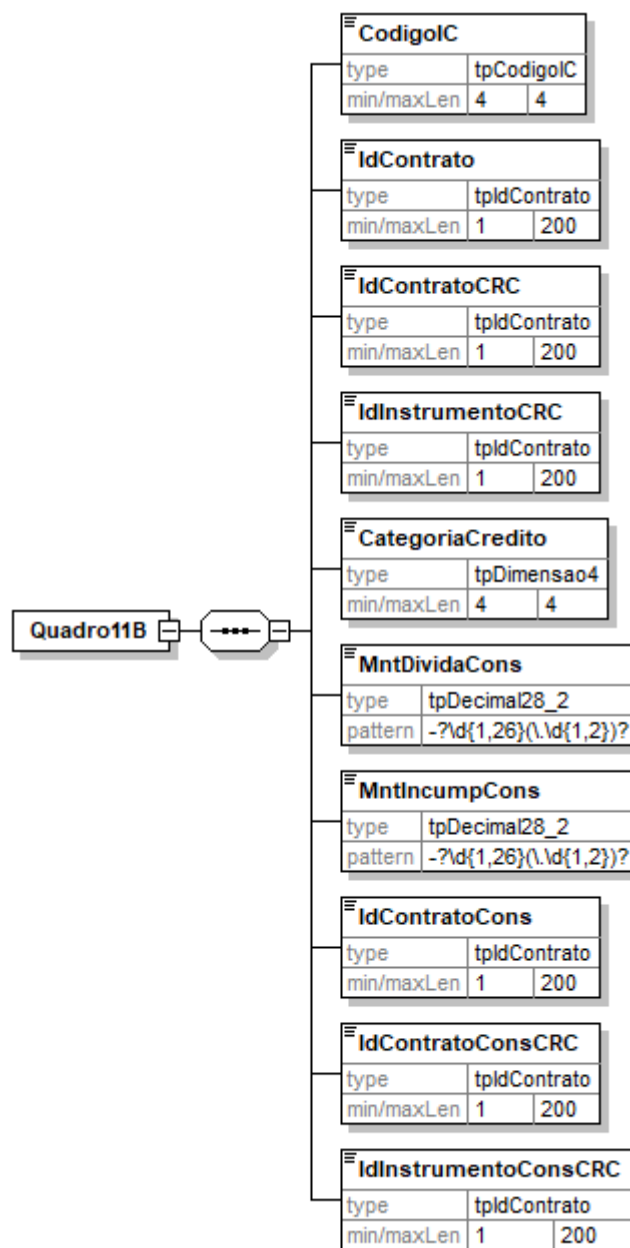 CodigoIC
type tpCodigoIC
min/maxLen 4 4
IdContrato
type tpIdContrato
min/maxLen 1 200
IdContratoCRC
type tpIdContrato
min/maxLen 1 200
IdInstrumentoCRC
type tpIdContrato
min/maxLen 1 200
CategoriaCredito
type tpDimensao4
min/maxLen 4 4
Quadro11B
MntDividaCons
type tpDecimal28_2
pattern -?\d{1,26}(\.\d{1,2})?
MntIncumpCons
type tpDecimal28_2
pattern -?\d{1,26}(\.\d{1,2})?
IdContratoCons
type tpIdContrato
min/maxLen 1 200
IdContratoConsCRC
type tpIdContrato
min/maxLen 1 200
IdInstrumentoConsCRC
type tpIdContrato
min/maxLen 1 200